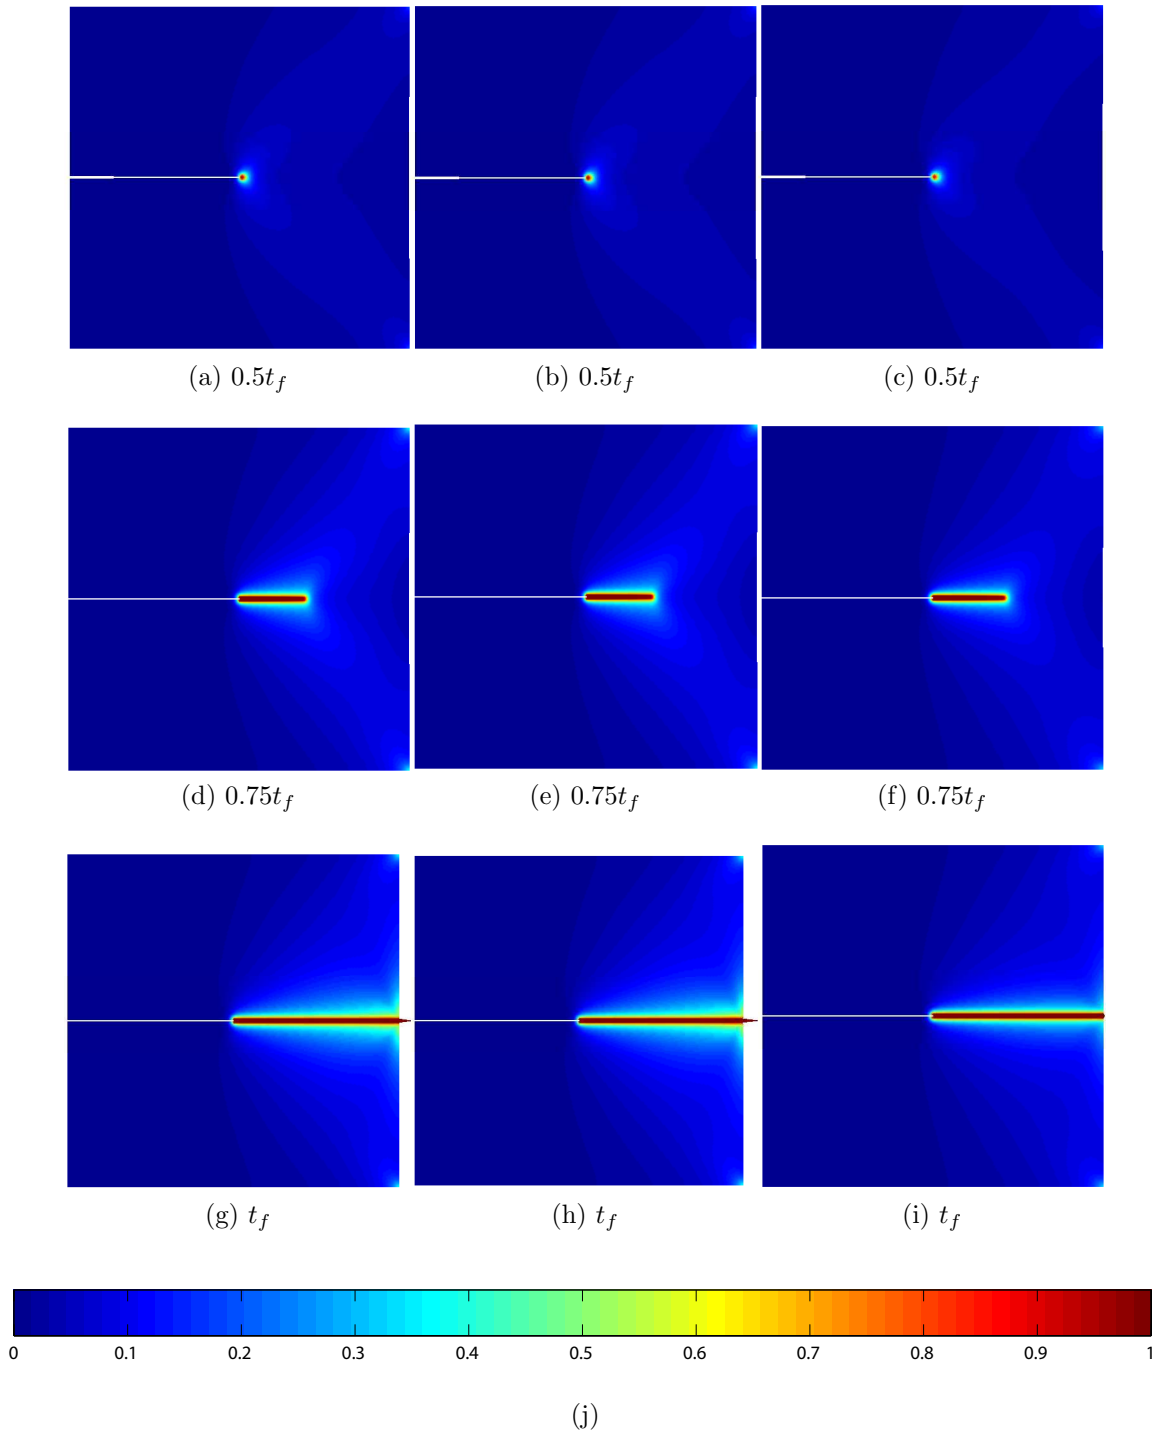 (a) 0.5t_f
(b) 0.5t_f
(c) 0.5t_f
(d) 0.75t_f
(e) 0.75t_f
(f) 0.75t_f
(g) t_f
(h) t_f
(i) t_f
0 0.1 0.2 0.3 0.4 0.5 0.6 0.7 0.8 0.9 1
(j)